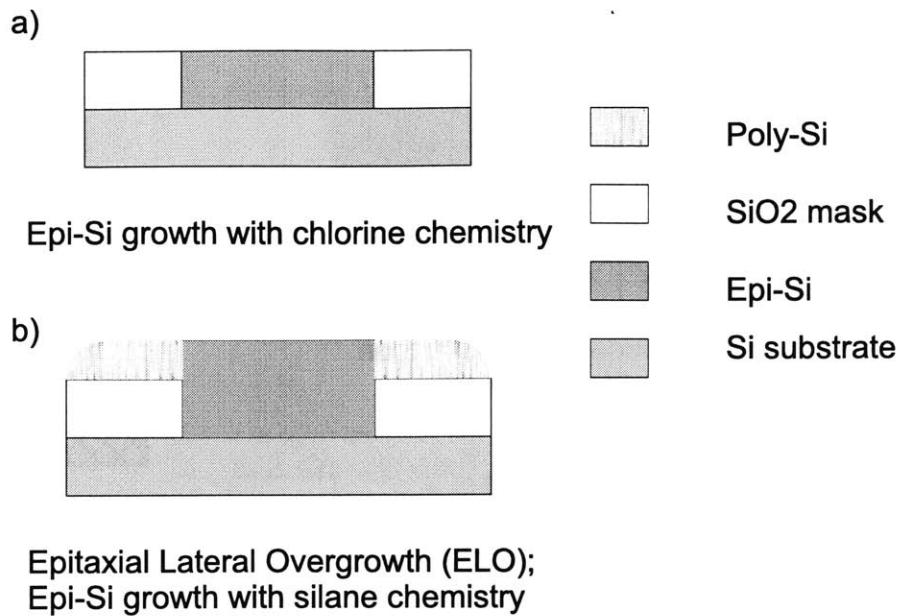 a)
Poly-Si
SiO2 mask
Epi-Si growth with chlorine chemistry
Epi-Si
b)
Si substrate
Epitaxial Lateral Overgrowth (ELO);
Epi-Si growth with silane chemistry